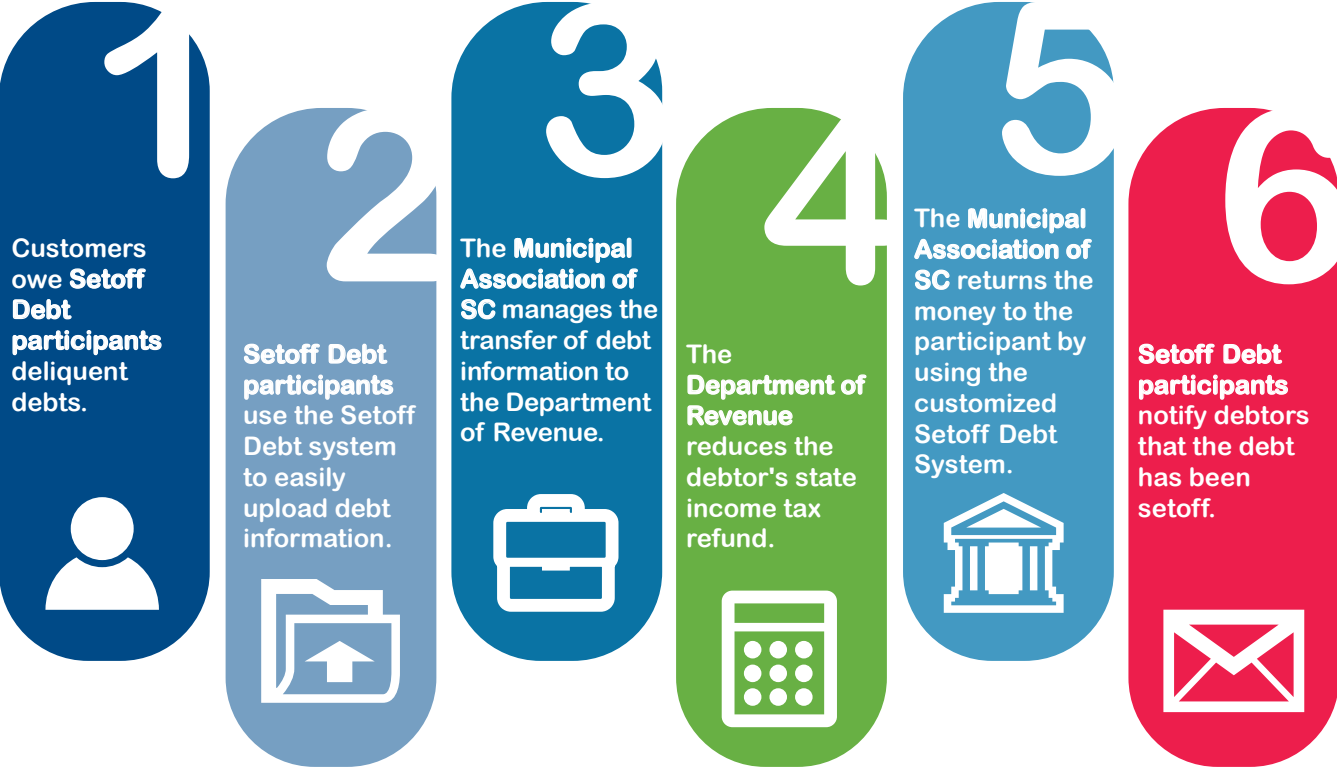 1
Customers
owe Setoff
Debt
participants
deliquent
debts.
2
Setoff Debt
participants
use the Setoff
Debt system
to easily
upload debt
information.
3
The Municipal
Association of
SC manages the
transfer of debt
information to
the Department
of Revenue.
4
The
Department of
Revenue
reduces the
debtor's state
income tax
refund.
5
The Municipal
Association of
SC returns the
money to the
participant by
using the
customized
Setoff Debt
System.
6
Setoff Debt
participants
notify debtors
that the debt
has been
setoff.